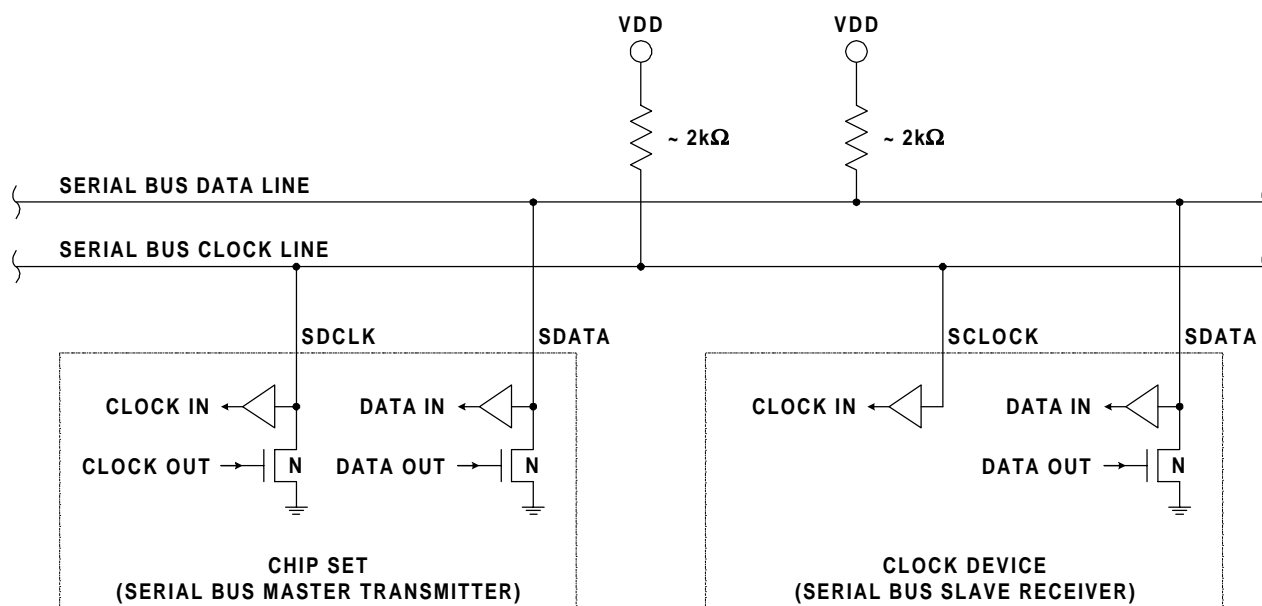 VDD
VDD
~ 2kΩ
~ 2kΩ
SERIAL BUS DATA LINE
SERIAL BUS CLOCK LINE
SDCLK
SDATA
SCLOCK
SDATA
CLOCK IN
DATA IN
CLOCK IN
DATA IN
CLOCK OUT
N
DATA OUT
N
DATA OUT
N
CHIP SET
(SERIAL BUS MASTER TRANSMITTER)
CLOCK DEVICE
(SERIAL BUS SLAVE RECEIVER)